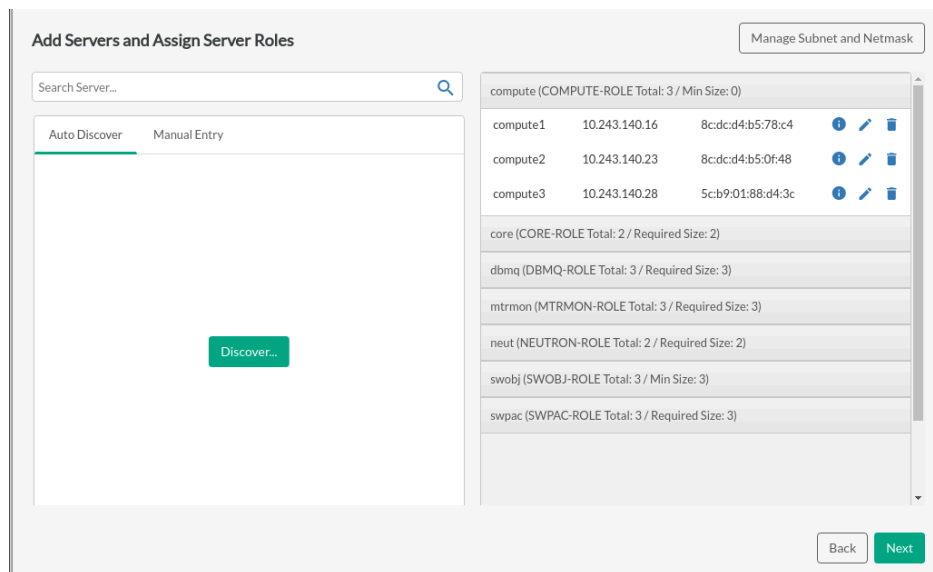 Add Servers and Assign Server Roles
Manage Subnet and Netmask
Search Server...
Auto Discover Manual Entry
Discover...
compute (COMPUTE-ROLE Total: 3 / Min Size: 0)
compute1 10.243.140.16 8c:dc:d4:b5:78:c4
compute2 10.243.140.23 8c:dc:d4:b5:0f:48
compute3 10.243.140.28 5c:b9:01:88:d4:3c
core (CORE-ROLE Total: 2 / Required Size: 2)
dbmq (DBMQ-ROLE Total: 3 / Required Size: 3)
mtrmon (MTRMON-ROLE Total: 3 / Required Size: 3)
neut (NEUTRON-ROLE Total: 2 / Required Size: 2)
swobj (SWOBJ-ROLE Total: 3 / Min Size: 3)
swpac (SWPAC-ROLE Total: 3 / Required Size: 3)
Back Next